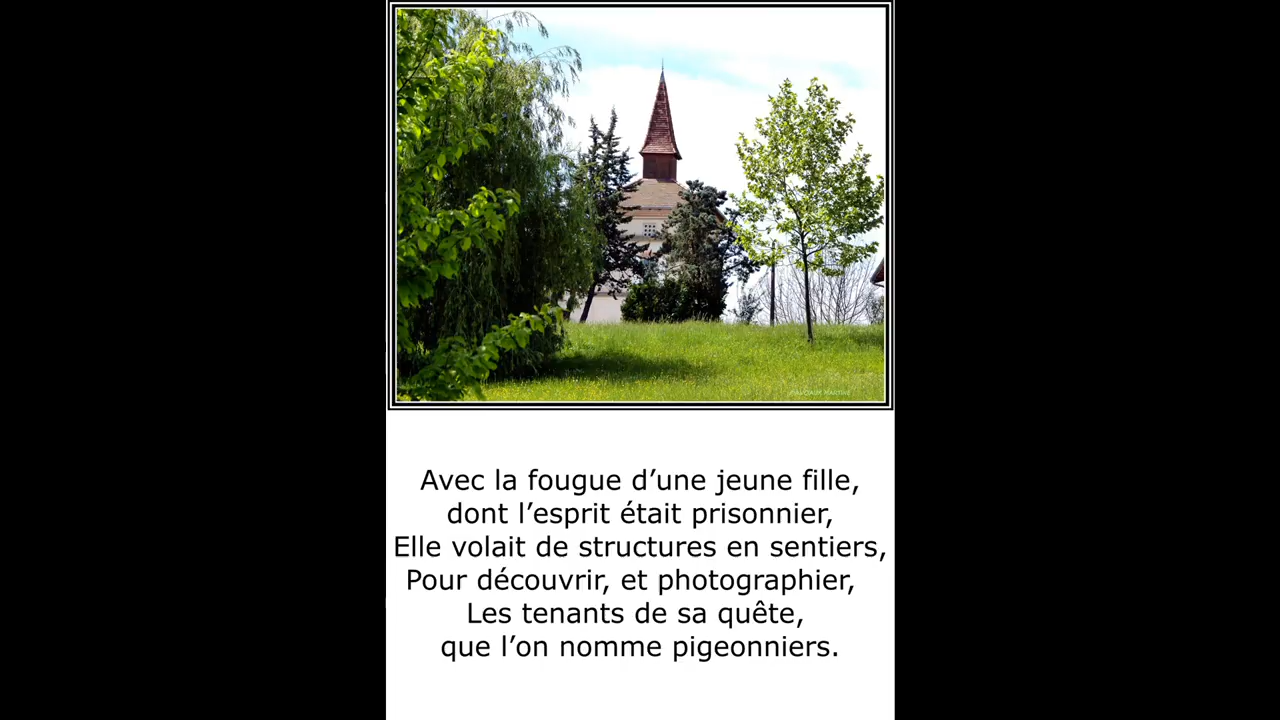 Avec la fougue d’une jeune fille,
dont l’esprit était prisonnier,
Elle volait de structures en sentiers,
Pour découvrir, et photographier,
Les tenants de sa quête,
que l’on nomme pigeonniers.